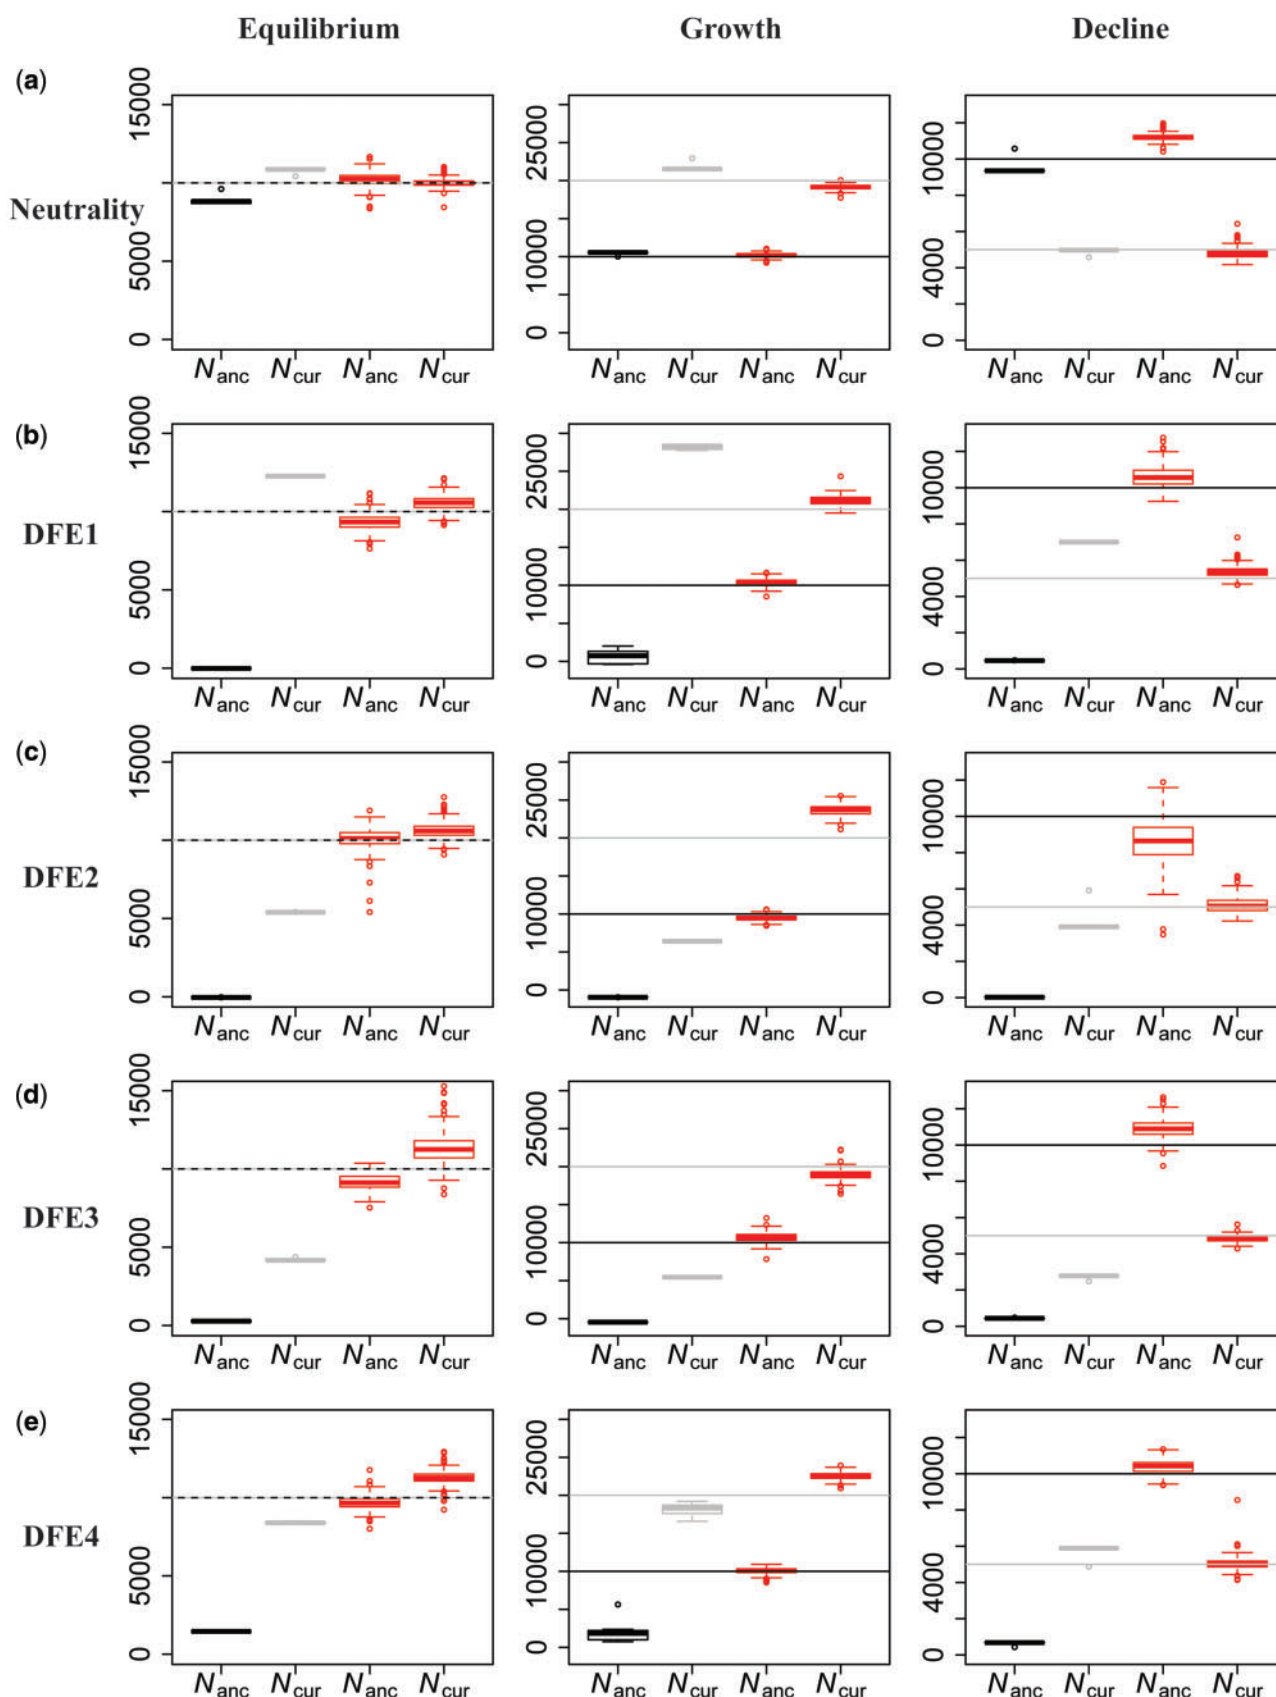 Equilibrium Growth Decline
(a)
Neutrality
0 5000 15000
0 10000 25000
4000 10000
Nanc Ncur Nanc Ncur
Nanc Ncur Nanc Ncur
Nanc Ncur Nanc Ncur
(b)
DFE1
0 5000 15000
0 10000 25000
0 4000 10000
Nanc Ncur Nanc Ncur
Nanc Ncur Nanc Ncur
Nanc Ncur Nanc Ncur
(c)
DFE2
0 5000 15000
0 10000 25000
0 4000 10000
Nanc Ncur Nanc Ncur
Nanc Ncur Nanc Ncur
Nanc Ncur Nanc Ncur
(d)
DFE3
0 5000 15000
0 10000 25000
0 4000 10000
Nanc Ncur Nanc Ncur
Nanc Ncur Nanc Ncur
Nanc Ncur Nanc Ncur
(e)
DFE4
0 5000 15000
0 10000 25000
0 4000 10000
Nanc Ncur Nanc Ncur
Nanc Ncur Nanc Ncur
Nanc Ncur Nanc Ncur